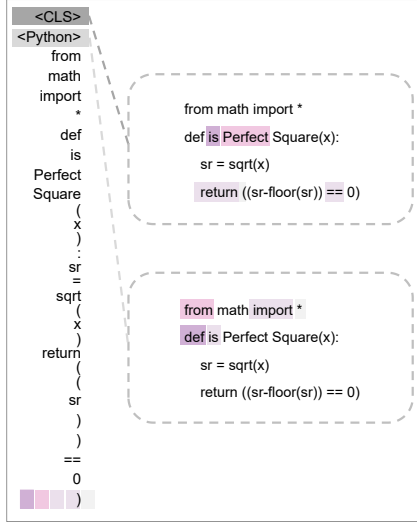 <CLS>
<Python>
from
math
import
*
def
is
Perfect
Square
(
x
)
:
sr
=
sqrt
(
x
)
return
(
(
sr
)
)
==
0
)
from math import *
def is Perfect Square(x):
sr = sqrt(x)
return ((sr-floor(sr)) == 0)
from math import *
def is Perfect Square(x):
sr = sqrt(x)
return ((sr-floor(sr)) == 0)